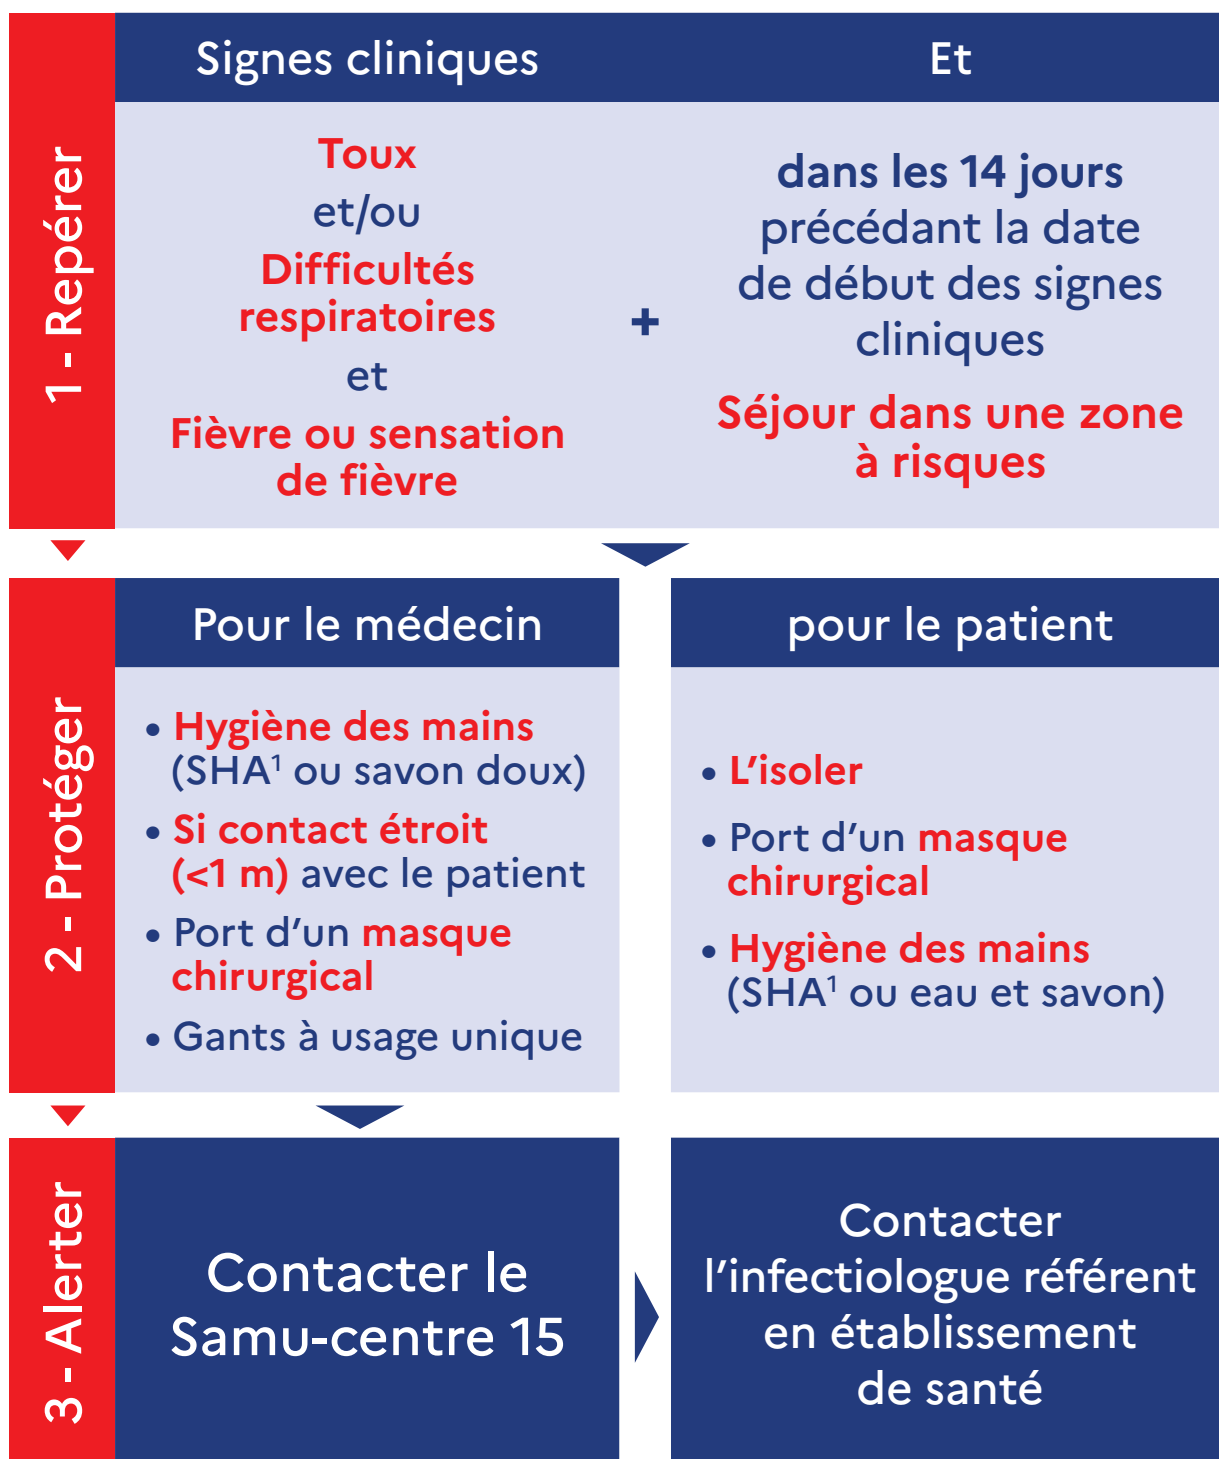 1 - Repérer
Signes cliniques
Toux
et/ou
Difficultés
respiratoires
et
Fièvre ou sensation
de fièvre
+
Et
dans les 14 jours
précédant la date
de début des signes
cliniques
Séjour dans une zone
à risques
2 - Protéger
Pour le médecin
• Hygiène des mains
(SHA¹ ou savon doux)
• Si contact étroit
(<1 m) avec le patient
• Port d’un masque
chirurgical
• Gants à usage unique
pour le patient
• L’isoler
• Port d’un masque
chirurgical
• Hygiène des mains
(SHA¹ ou eau et savon)
3 - Alerter
Contacter le
Samu-centre 15
Contacter
l’infectiologue référent
en établissement
de santé